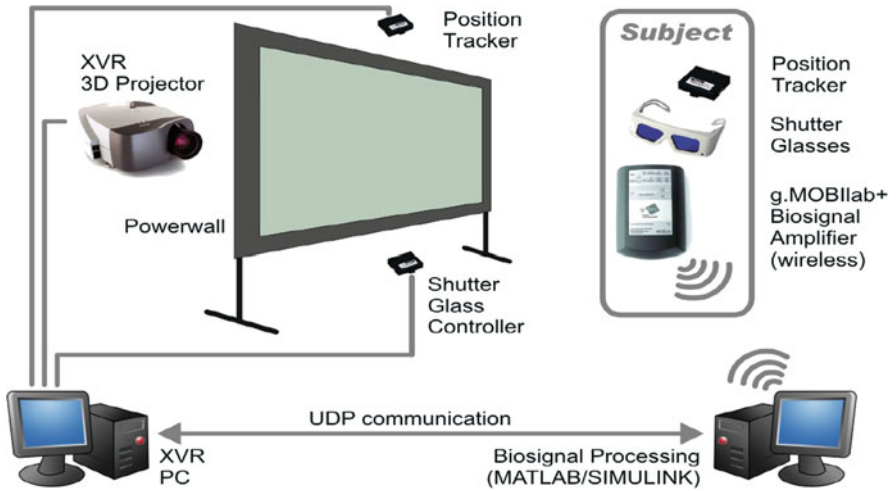 Position
Tracker
XVR
3D Projector
Powerwall
Shutter
Glass
Controller
Subject
Position
Tracker
Shutter
Glasses
g.MOBIlab+
Biosignal
Amplifier
(wireless)
UDP communication
XVR
PC
Biosignal Processing
(MATLAB/SIMULINK)